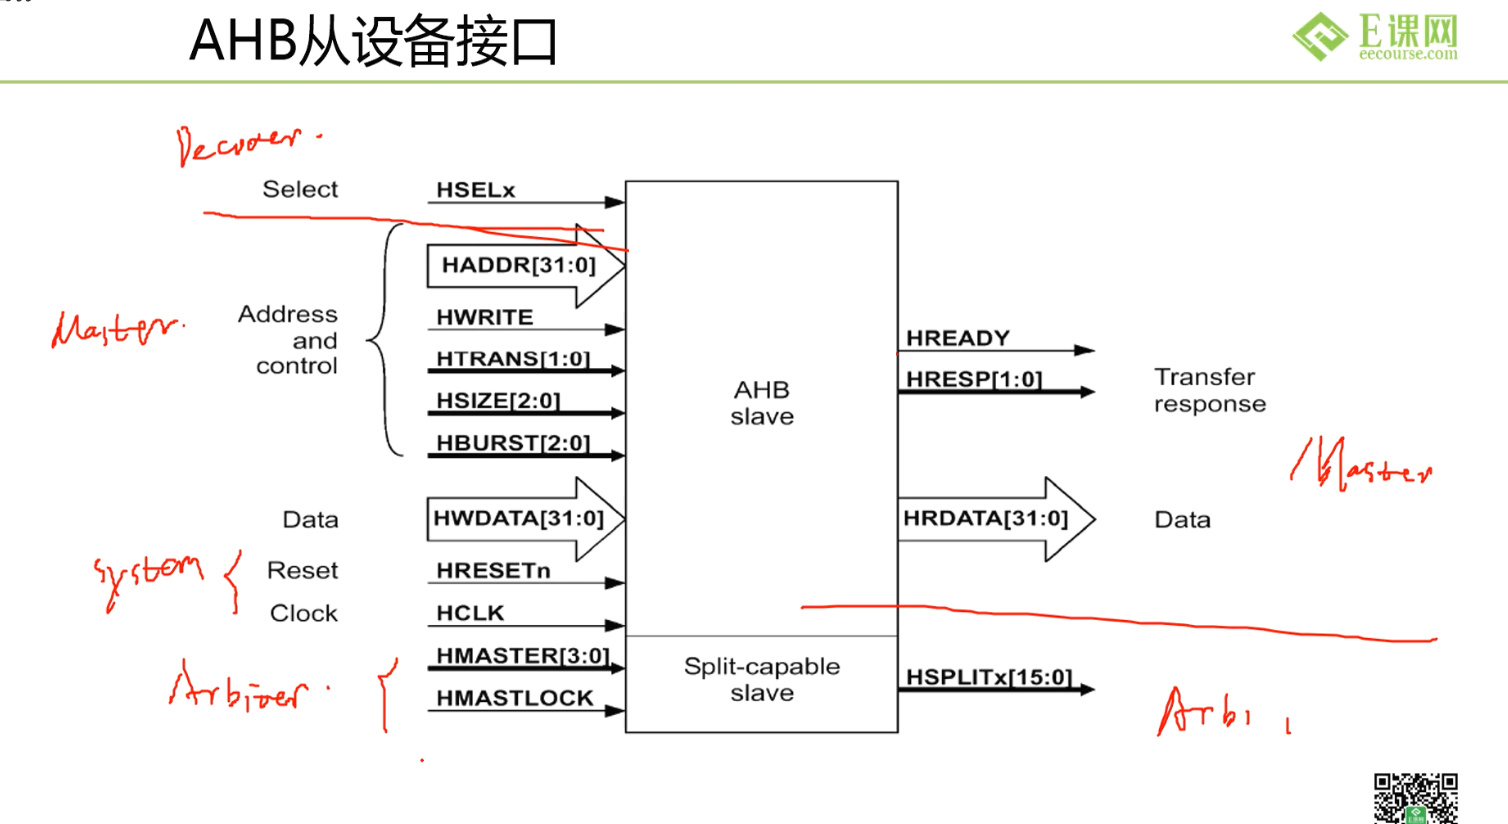 AHB从设备接口
E课网
eecourse.com
Decoder.
Select
HSELx
HADDR[31:0]
Master.
Address
and
control
HWRITE
HTRANS[1:0]
HSIZE[2:0]
HBURST[2:0]
AHB
slave
HREADY
HRESP[1:0]
Transfer
response
Master
Data
HWDATA[31:0]
HRDATA[31:0]
Data
system
Reset
HRESETn
Clock
HCLK
Arbiter.
HMASTER[3:0]
HMASTLOCK
Split-capable
slave
HSPLITx[15:0]
Arbi